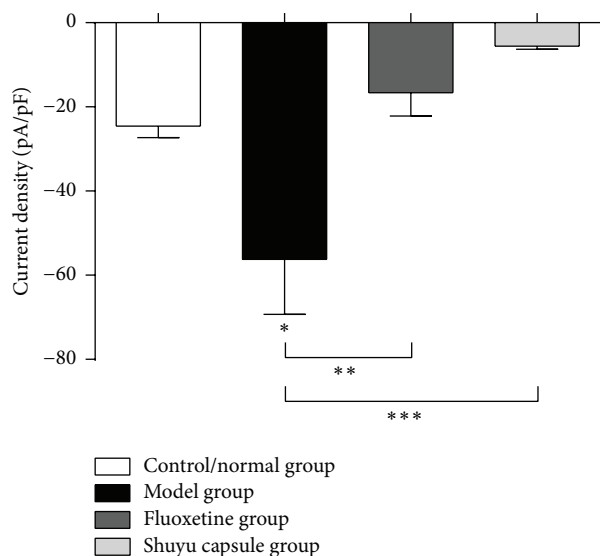 0
−20
−40
−60
−80
Current density (pA/pF)
*
**
***
Control/normal group
Model group
Fluoxetine group
Shuyu capsule group